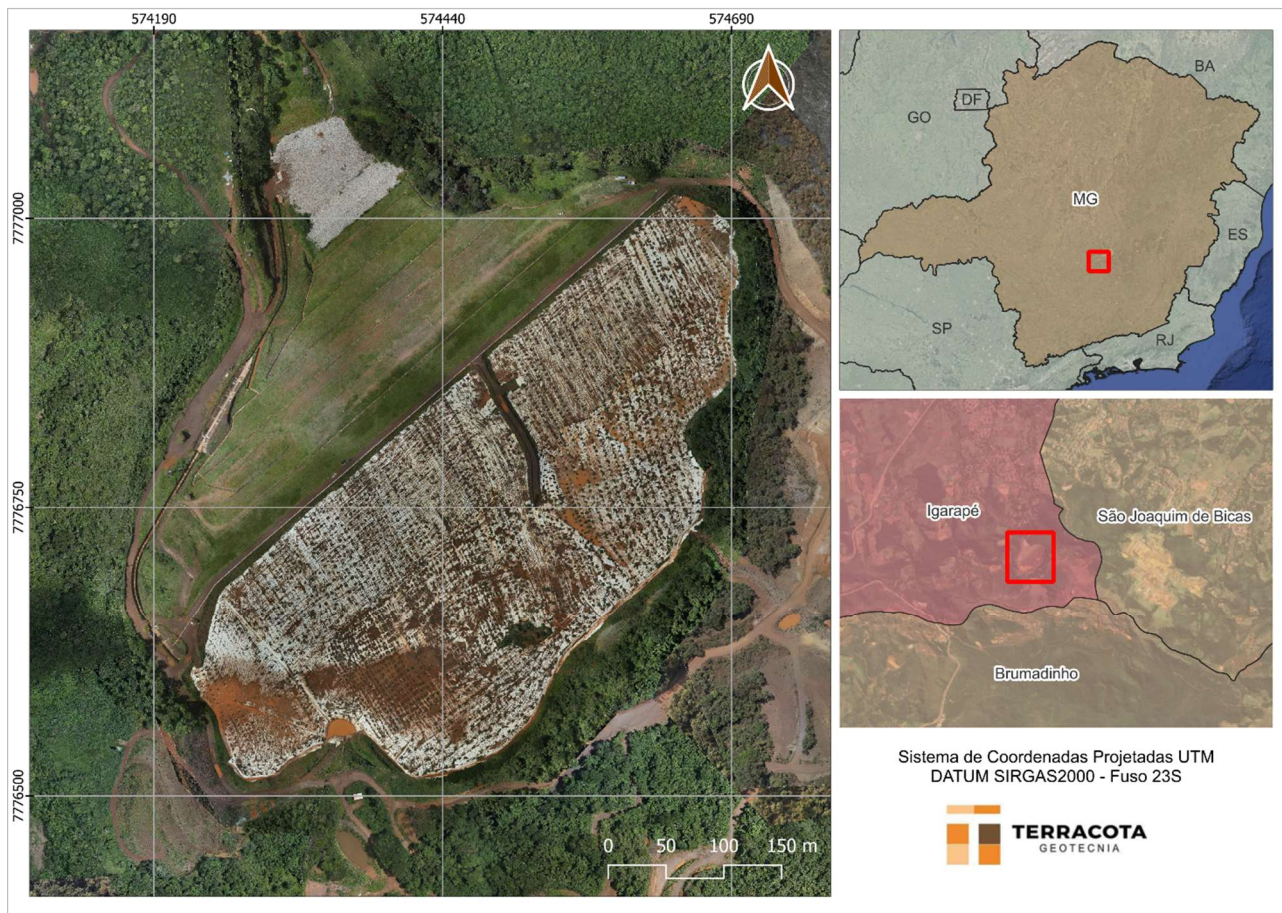 574190
574440
574690
7777000
7776750
7776500
0
50
100
150 m
BA
DF
GO
MG
ES
SP
RJ
Igarapé
São Joaquim de Bicas
Brumadinho
Sistema de Coordenadas Projetadas UTM
DATUM SIRGAS2000 - Fuso 23S
TERRACOTA
GEOTECNIA